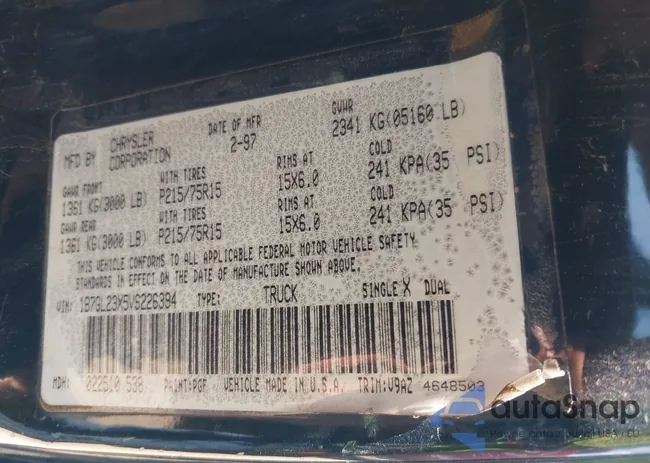 MFD BY CHRYSLER CORPORATION DATE OF MFR 2-97 GVWR 2341 KG(05160 LB)
GAWR FRONT WITH TIRES RIMS AT COLD
1361 KG(3000 LB) P215/75R15 15X6.0 241 KPA(35 PSI)
GAWR REAR WITH TIRES RIMS AT COLD
1361 KG(3000 LB) P215/75R15 15X6.0 241 KPA(35 PSI)
THIS VEHICLE CONFORMS TO ALL APPLICABLE FEDERAL MOTOR VEHICLE SAFETY
STANDARDS IN EFFECT ON THE DATE OF MANUFACTURE SHOWN ABOVE.
VIN: 1B7GL23X5VS226394 TYPE: TRUCK SINGLE X DUAL
MDH: 022610 538 PAINT:PGF VEHICLE MADE IN U.S.A. TRIM:V9AZ 4648503
autoSnap